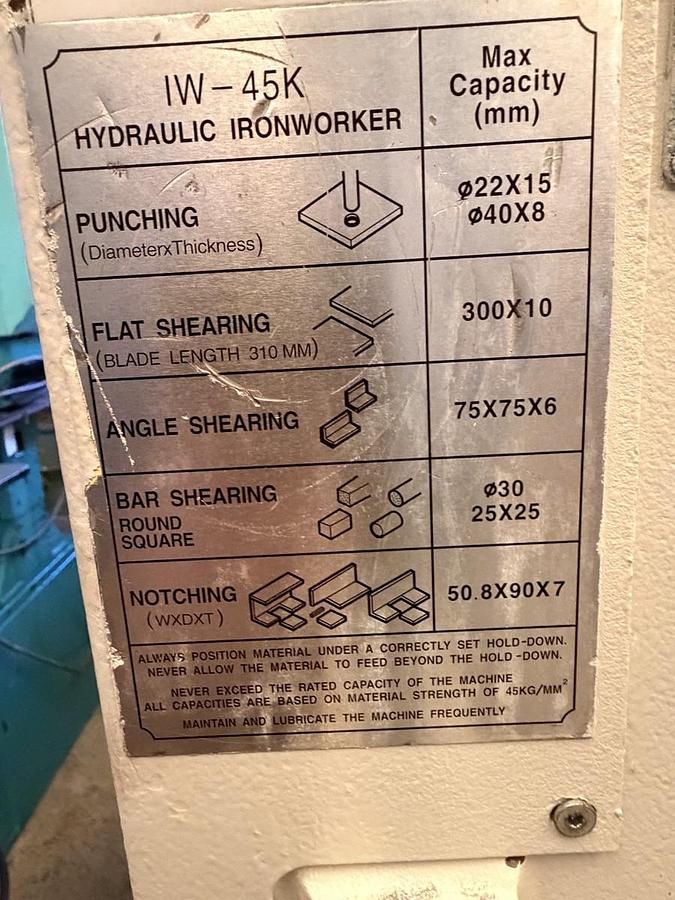 IW-45K
HYDRAULIC IRONWORKER
Max
Capacity
(mm)
PUNCHING
(DiameterxThickness)
ø22X15
ø40X8
FLAT SHEARING
(BLADE LENGTH 310 MM)
300X10
ANGLE SHEARING
75X75X6
BAR SHEARING
ROUND
SQUARE
ø30
25X25
NOTCHING
(WXDXT)
50.8X90X7
ALWAYS POSITION MATERIAL UNDER A CORRECTLY SET HOLD-DOWN.
NEVER ALLOW THE MATERIAL TO FEED BEYOND THE HOLD-DOWN.
NEVER EXCEED THE RATED CAPACITY OF THE MACHINE
ALL CAPACITIES ARE BASED ON MATERIAL STRENGTH OF 45KG/MM²
MAINTAIN AND LUBRICATE THE MACHINE FREQUENTLY